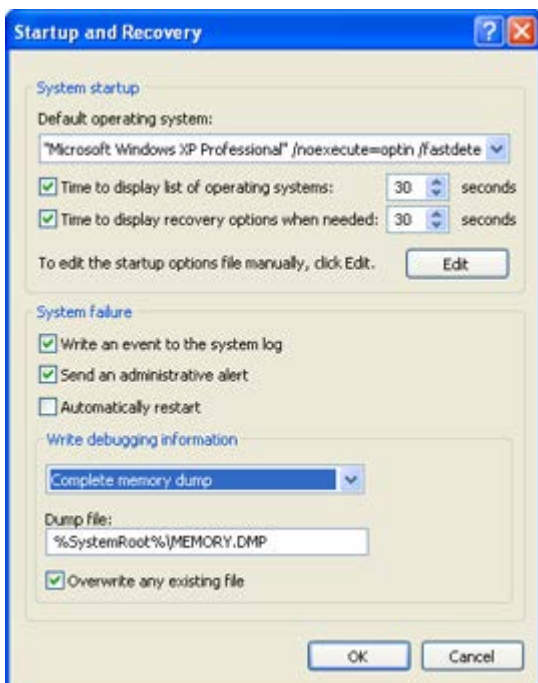 Startup and Recovery
System startup
Default operating system:
"Microsoft Windows XP Professional" /noexecute=optin /fastdete
Time to display list of operating systems: 30 seconds
Time to display recovery options when needed: 30 seconds
To edit the startup options file manually, click Edit. Edit
System failure
Write an event to the system log
Send an administrative alert
Automatically restart
Write debugging information
Complete memory dump
Dump file:
%SystemRoot%\MEMORY.DMP
Overwrite any existing file
OK Cancel